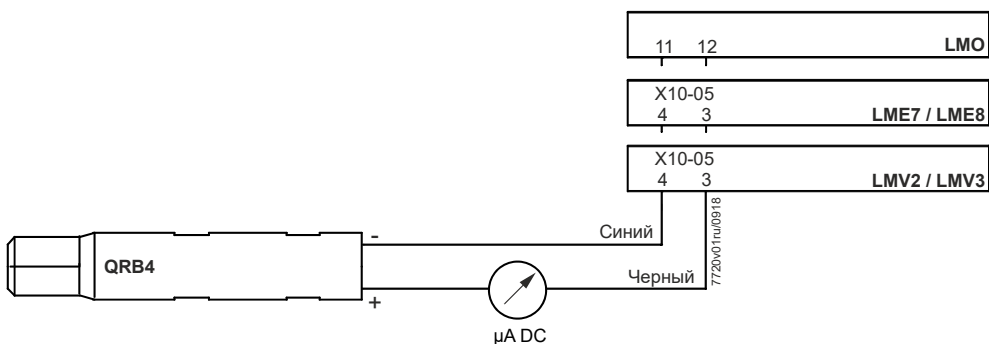 11 12 LMO
X10-05
4 3 LME7 / LME8
X10-05
4 3 LMV2 / LMV3
7720v01ru/0918
- Синий
QRB4
Черный
+
µA DC